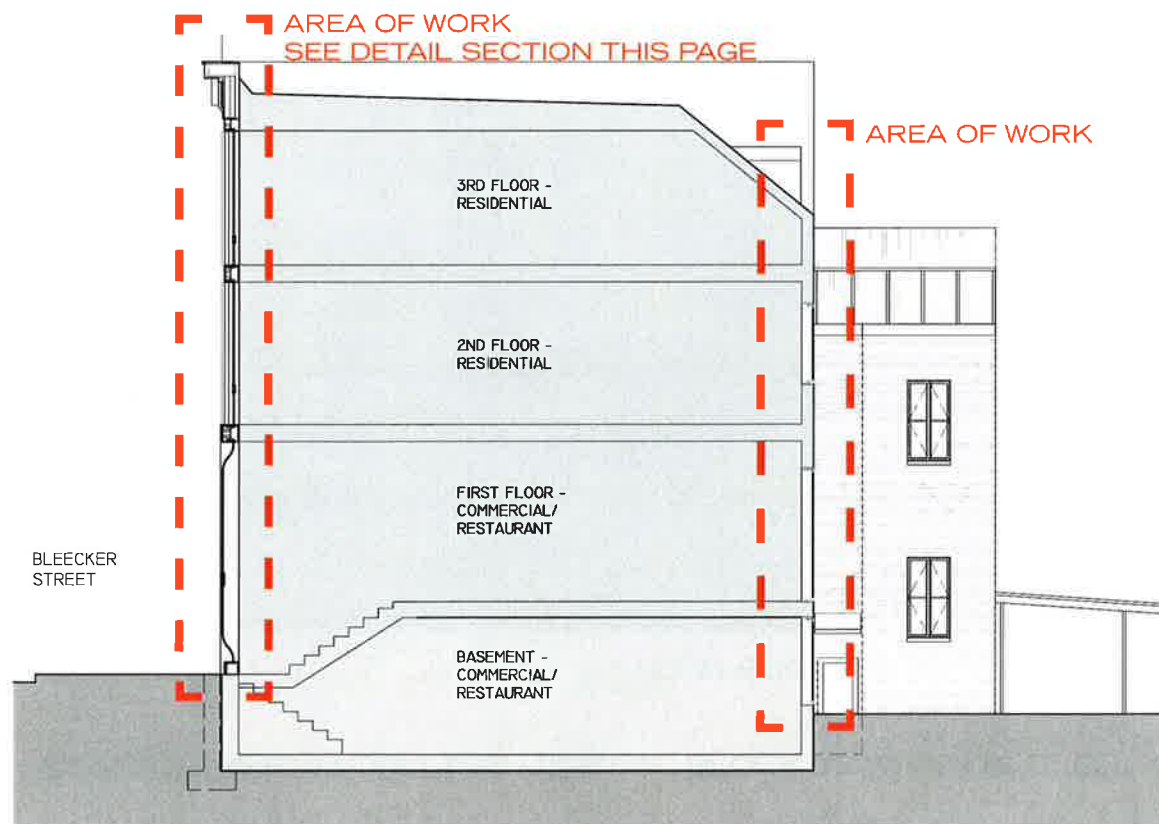 AREA OF WORK
SEE DETAIL SECTION THIS PAGE
AREA OF WORK
3RD FLOOR -
RESIDENTIAL
2ND FLOOR -
RESIDENTIAL
FIRST FLOOR -
COMMERCIAL/
RESTAURANT
BLEECKER
STREET
BASEMENT -
COMMERCIAL/
RESTAURANT